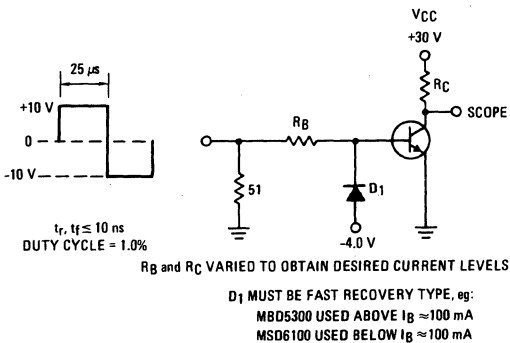 VCC
+30 V
25 µs
RC
+10 V
SCOPE
RB
0
-10 V
51
D1
tr, tf ≤ 10 ns
DUTY CYCLE = 1.0%
-4.0 V
RB and RC VARIED TO OBTAIN DESIRED CURRENT LEVELS
D1 MUST BE FAST RECOVERY TYPE, eg:
MBD5300 USED ABOVE IB ≈100 mA
MSD6100 USED BELOW IB ≈100 mA